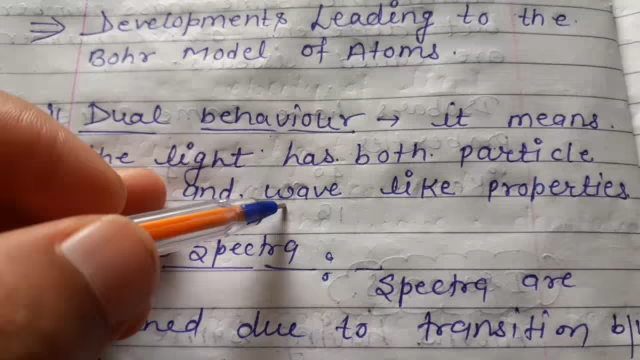 ⇒ Developments Leading to the
Bohr Model of Atoms.
Dual behaviour → it means.
the light has both particle
and wave like properties
Spectra : -
Spectra are
due to transition b/w